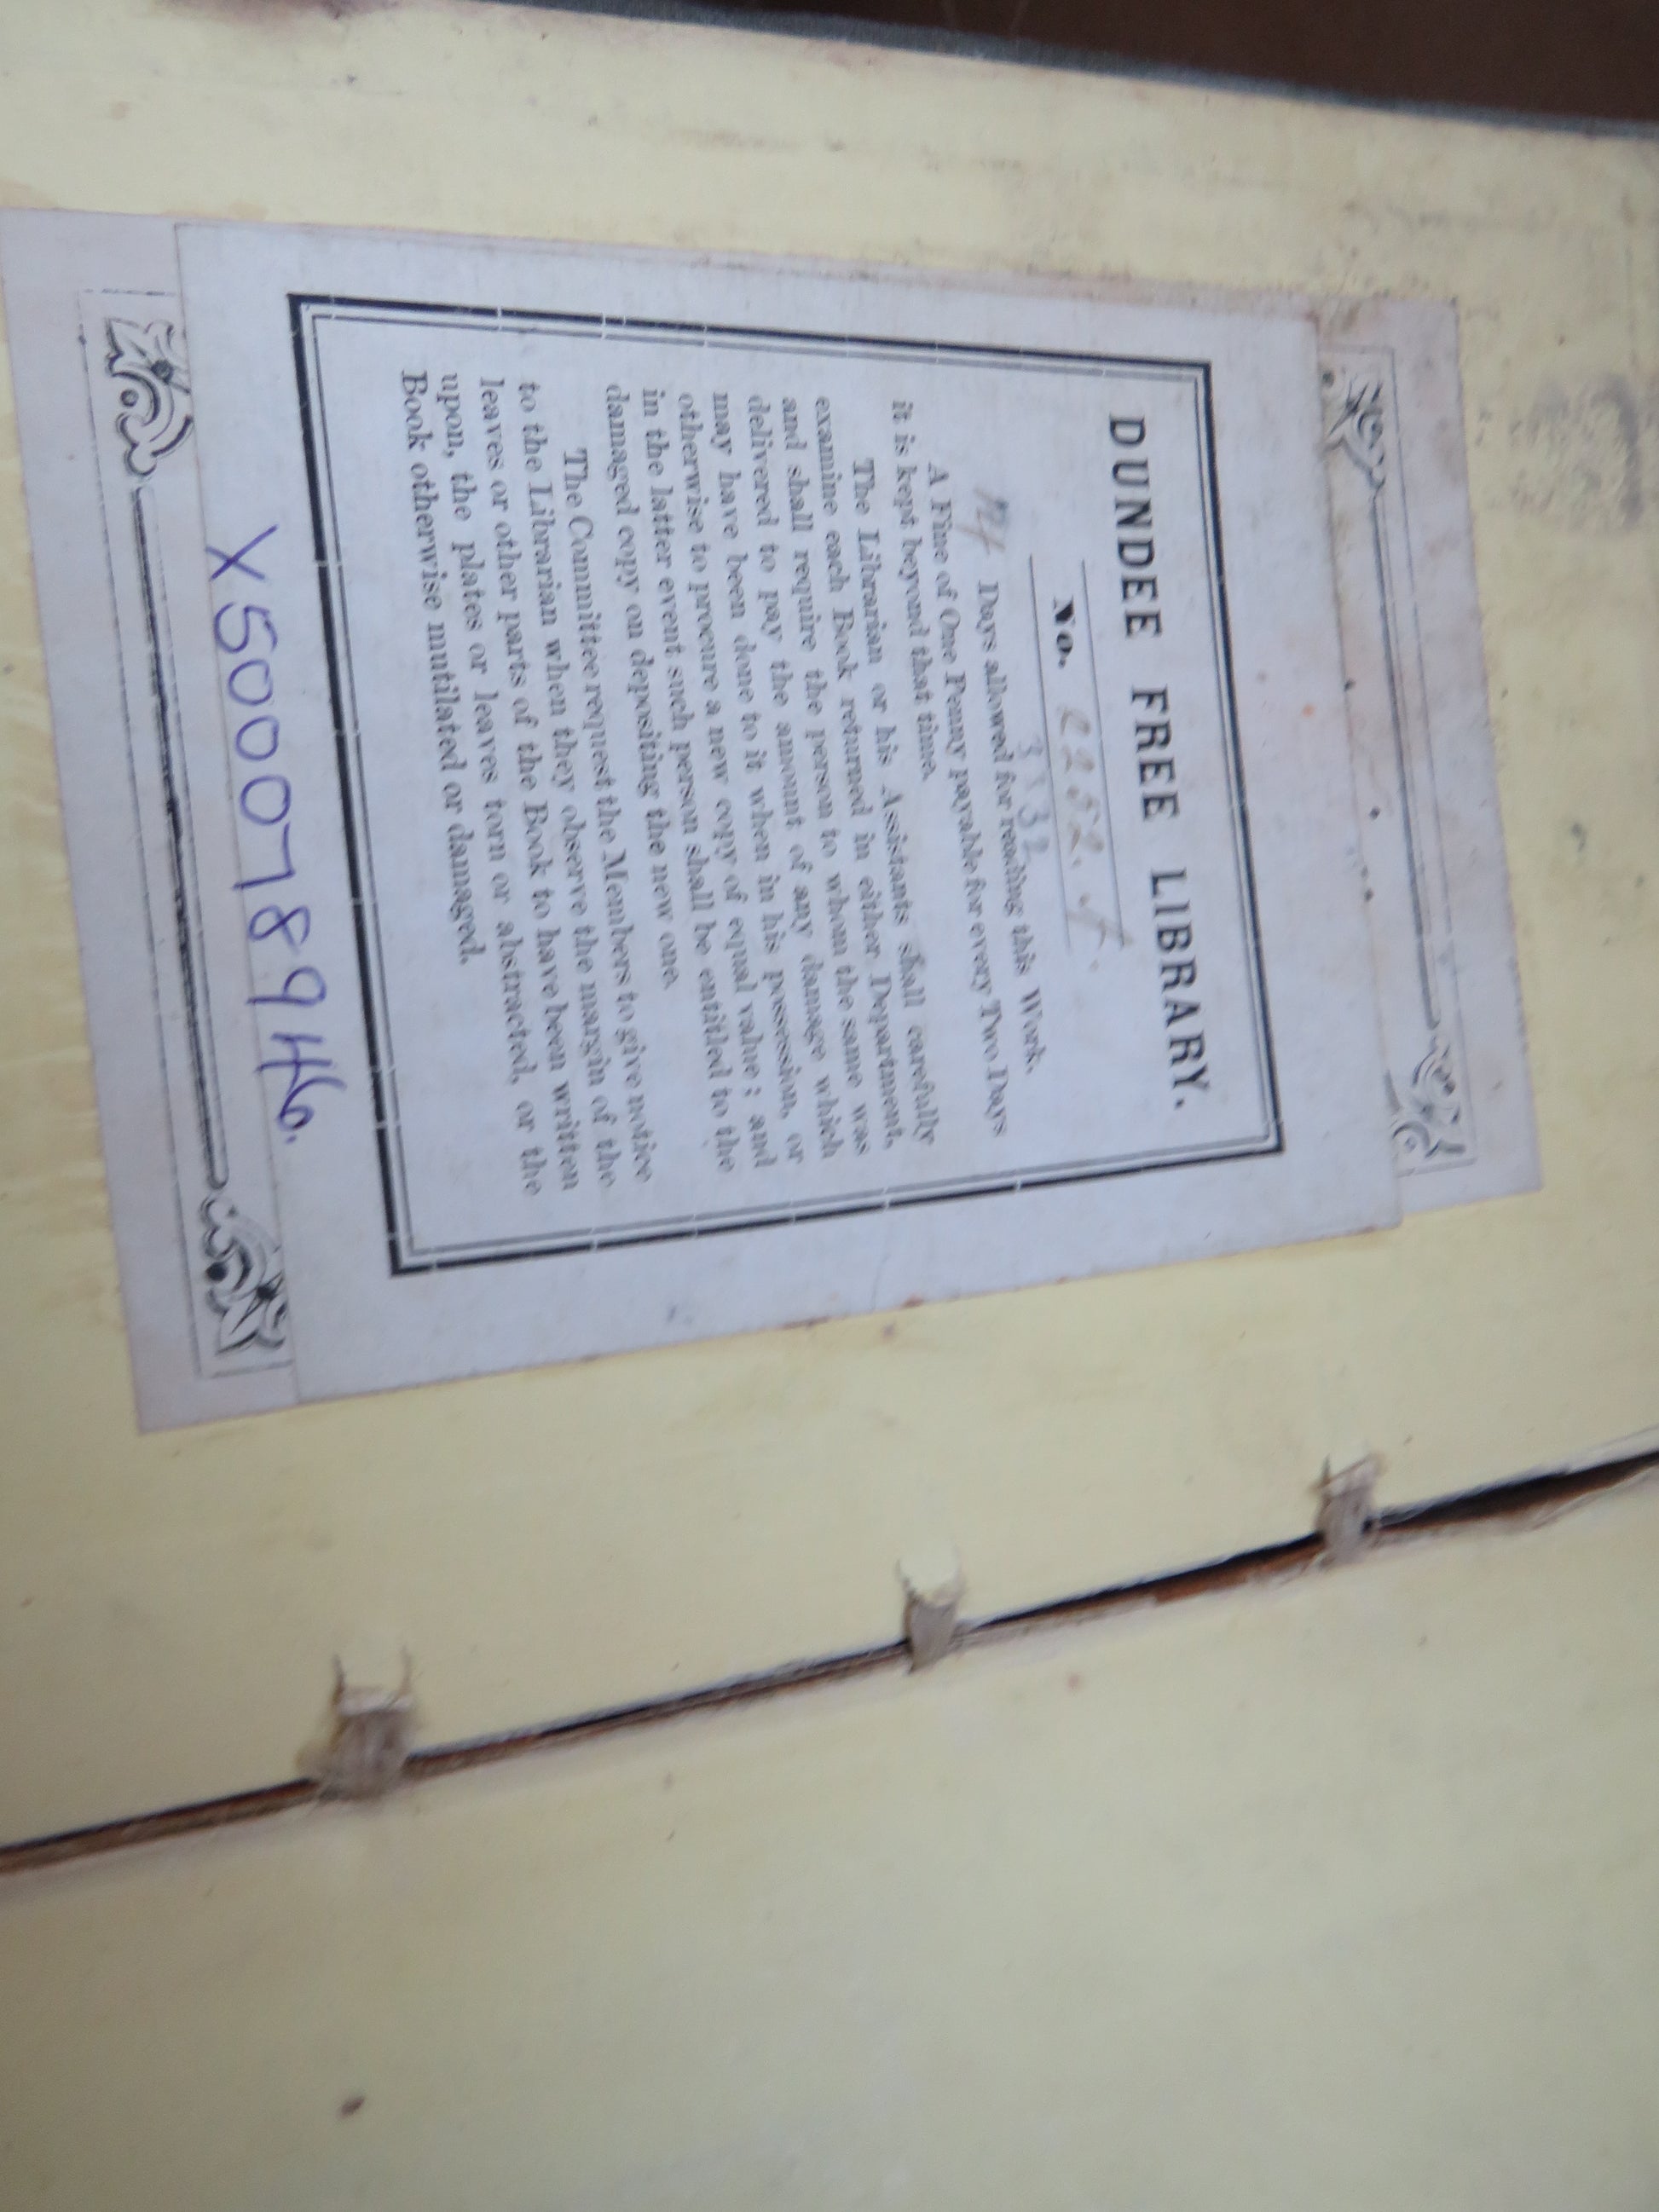 DUNDEE FREE LIBRARY.
No. 2252.
3332
14 Days allowed for reading this Work.
A Fine of One Penny payable for every Two Days
it is kept beyond that time.
The Librarian or his Assistants shall carefully
examine each Book returned in either Department,
and shall require the person to whom the same was
delivered to pay the amount of any damage which
may have been done to it when in his possession, or
otherwise to procure a new copy of equal value; and
in the latter event such person shall be entitled to the
damaged copy on depositing the new one.
The Committee request the Members to give notice
to the Librarian when they observe the margin of the
leaves or other parts of the Book to have been written
upon, the plates or leaves torn or abstracted, or the
Book otherwise mutilated or damaged.
X500078946.